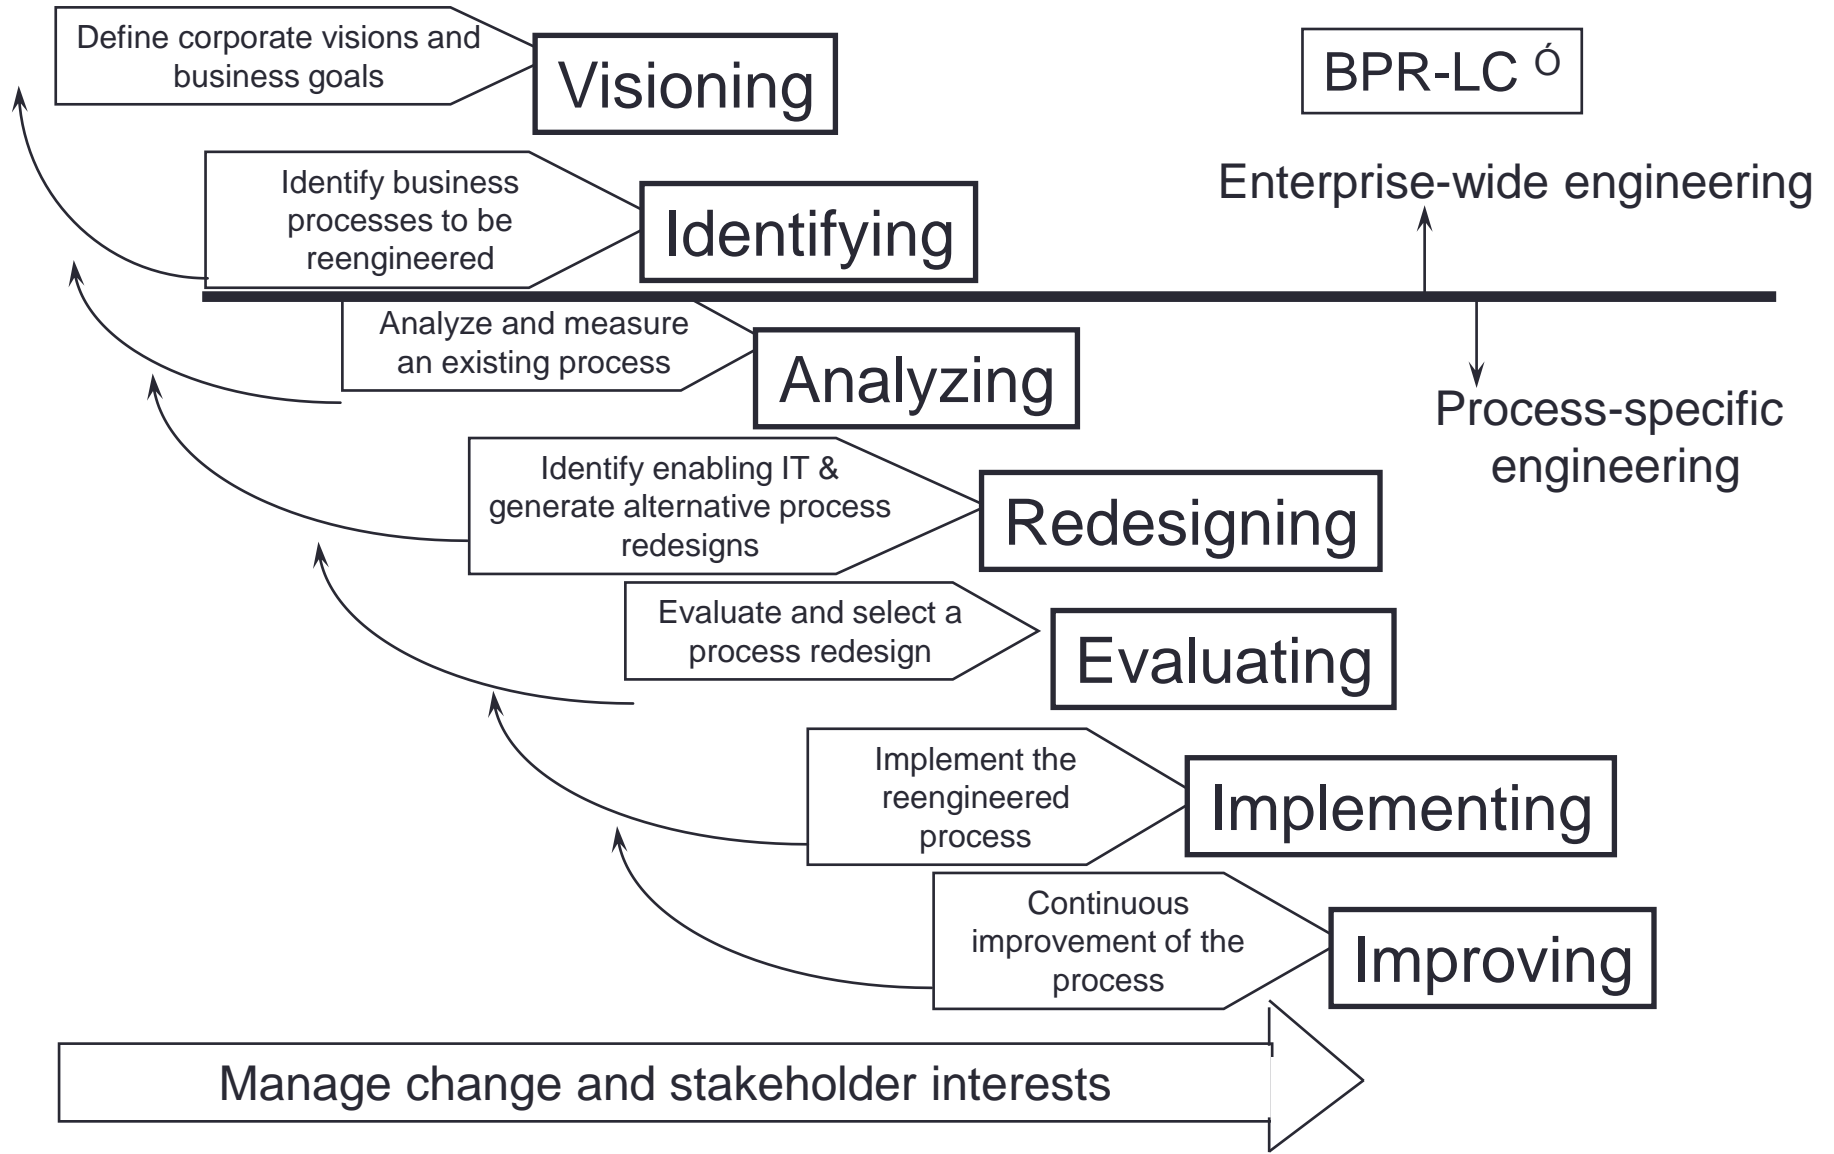 Define corporate visions and
business goals
Visioning
BPR-LC Ó
Identify business
processes to be
reengineered
Identifying
Enterprise-wide engineering
Analyze and measure
an existing process
Analyzing
Process-specific
engineering
Identify enabling IT &
generate alternative process
redesigns
Redesigning
Evaluate and select a
process redesign
Evaluating
Implement the
reengineered
process
Implementing
Continuous
improvement of the
process
Improving
Manage change and stakeholder interests